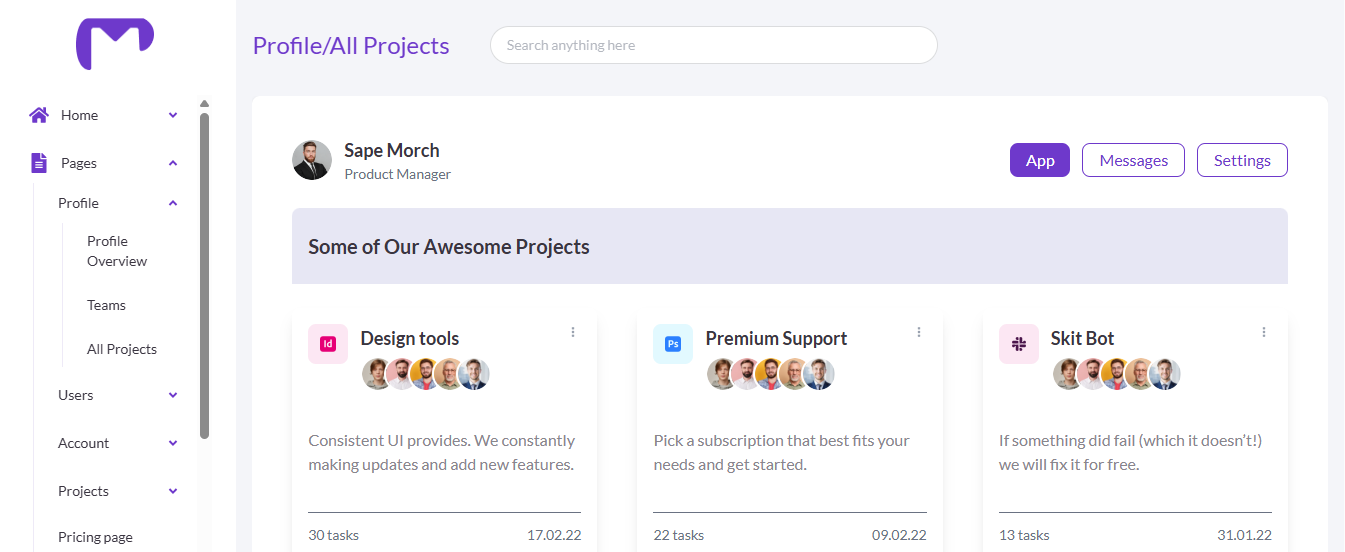 Profile/All Projects
Search anything here
Home
Pages
Profile
Profile
Overview
Teams
All Projects
Users
Account
Projects
Pricing page
Sape Morch
Product Manager
App
Messages
Settings
Some of Our Awesome Projects
Id
Design tools
Consistent UI provides. We constantly
making updates and add new features.
30 tasks
17.02.22
Ps
Premium Support
Pick a subscription that best fits your
needs and get started.
22 tasks
09.02.22
Skit Bot
If something did fail (which it doesn’t!)
we will fix it for free.
13 tasks
31.01.22